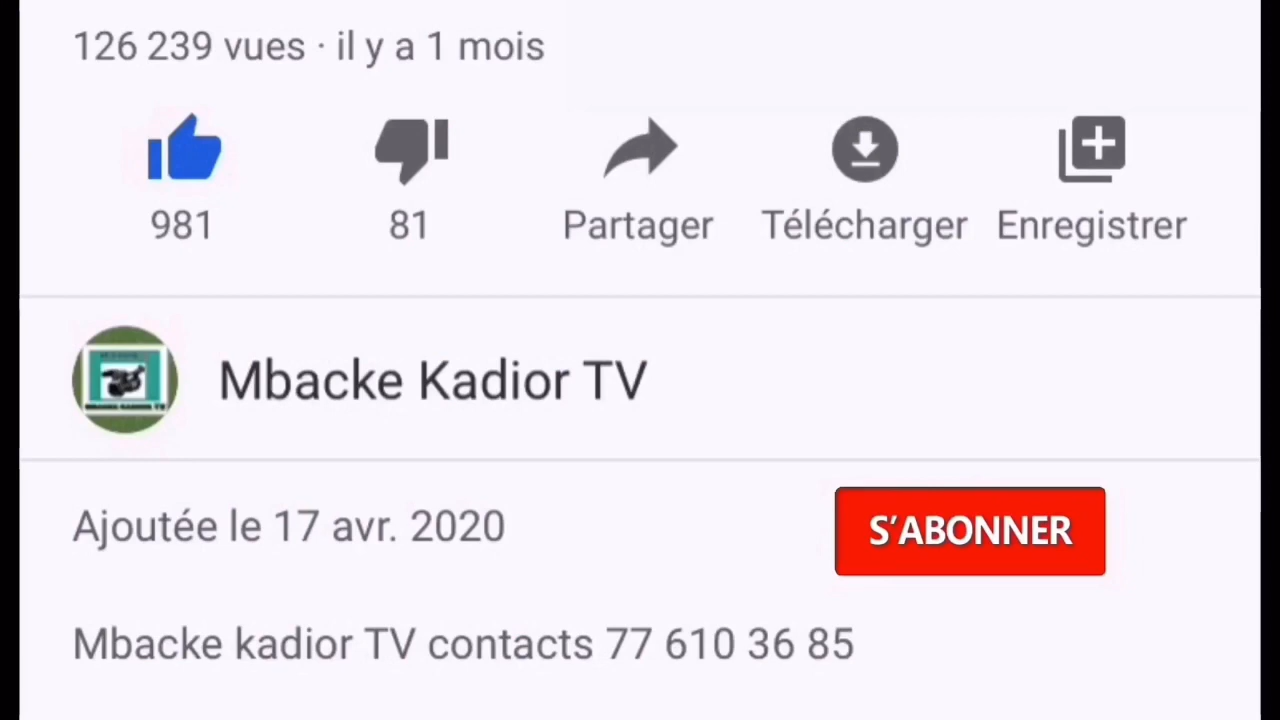 126 239 vues · il y a 1 mois
981
81
Partager
Télécharger
Enregistrer
Mbacke Kadior TV
Ajoutée le 17 avr. 2020
S'ABONNER
Mbacke kadior TV contacts 77 610 36 85